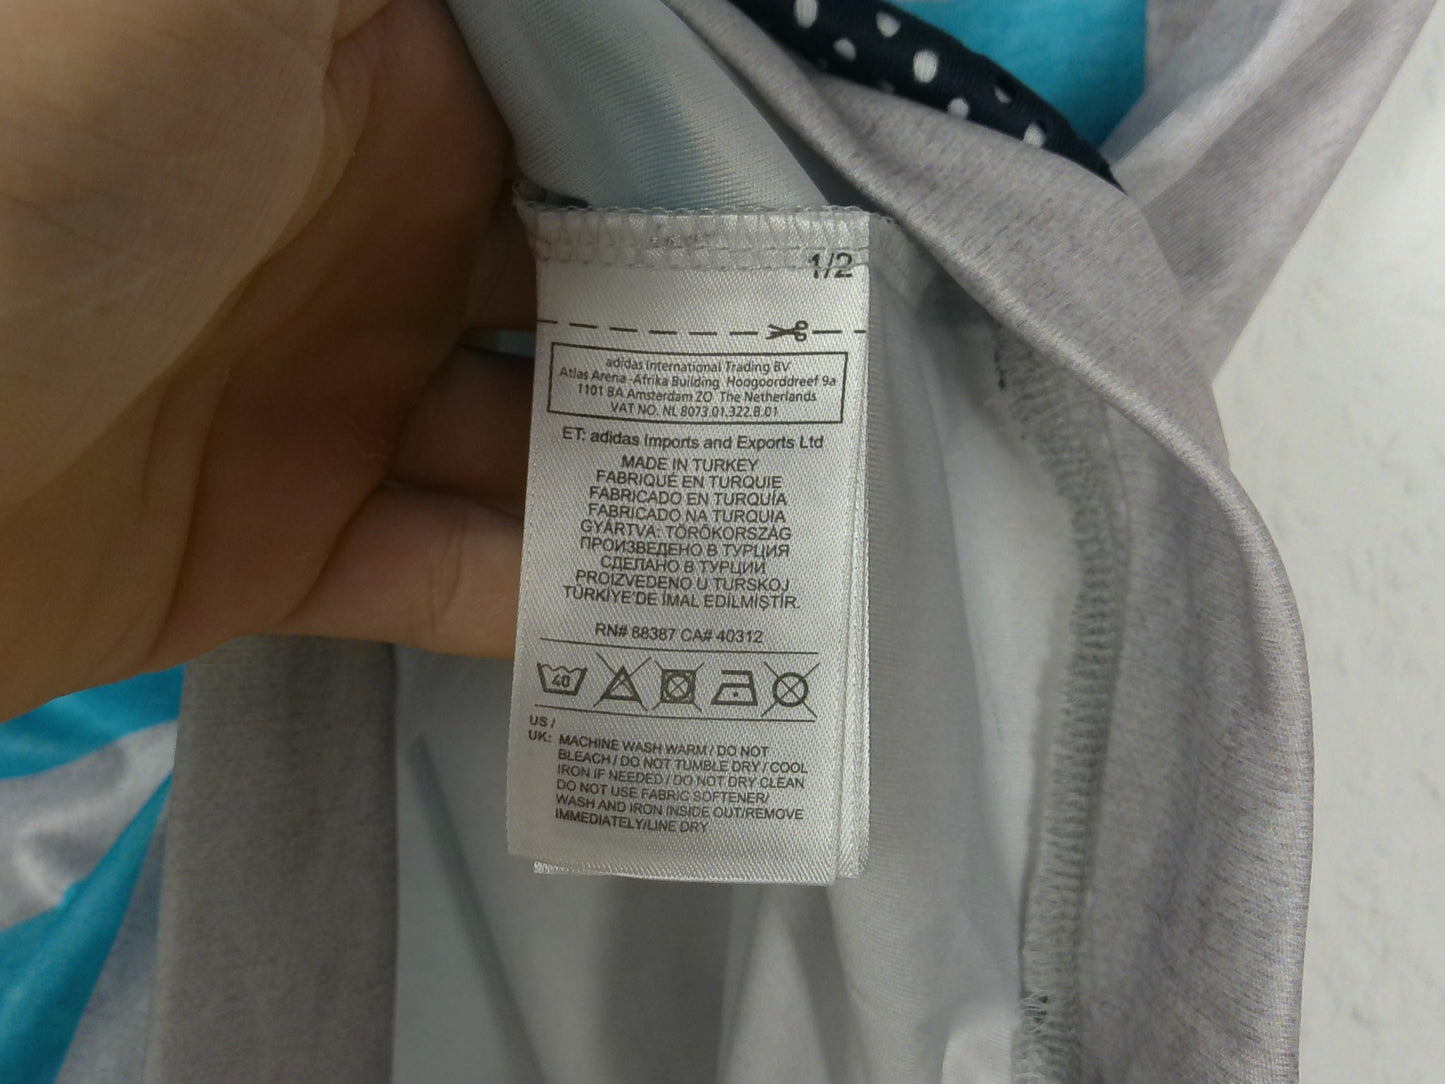 1/2
adidas International Trading BV
Atlas Arena -Afrika Building Hoogoorddreef 9a
1101 BA Amsterdam ZO The Netherlands
VAT NO. NL 8073.01.322.B.01
ET: adidas Imports and Exports Ltd
MADE IN TURKEY
FABRIQUÉ EN TURQUIE
FABRICADO EN TURQUÍA
FABRICADO NA TURQUIA
GYÁRTVA: TÖRÖKORSZÁG
ПРОИЗВЕДЕНО В ТУРЦИЯ
СДЕЛАНО В ТУРЦИИ
PROIZVEDENO U TURSKOJ
TÜRKİYE'DE İMAL EDİLMİŞTİR.
RN# 88387 CA# 40312
40
US /
UK: MACHINE WASH WARM / DO NOT
BLEACH / DO NOT TUMBLE DRY / COOL
IRON IF NEEDED / DO NOT DRY CLEAN
DO NOT USE FABRIC SOFTENER/
WASH AND IRON INSIDE OUT/REMOVE
IMMEDIATELY/LINE DRY